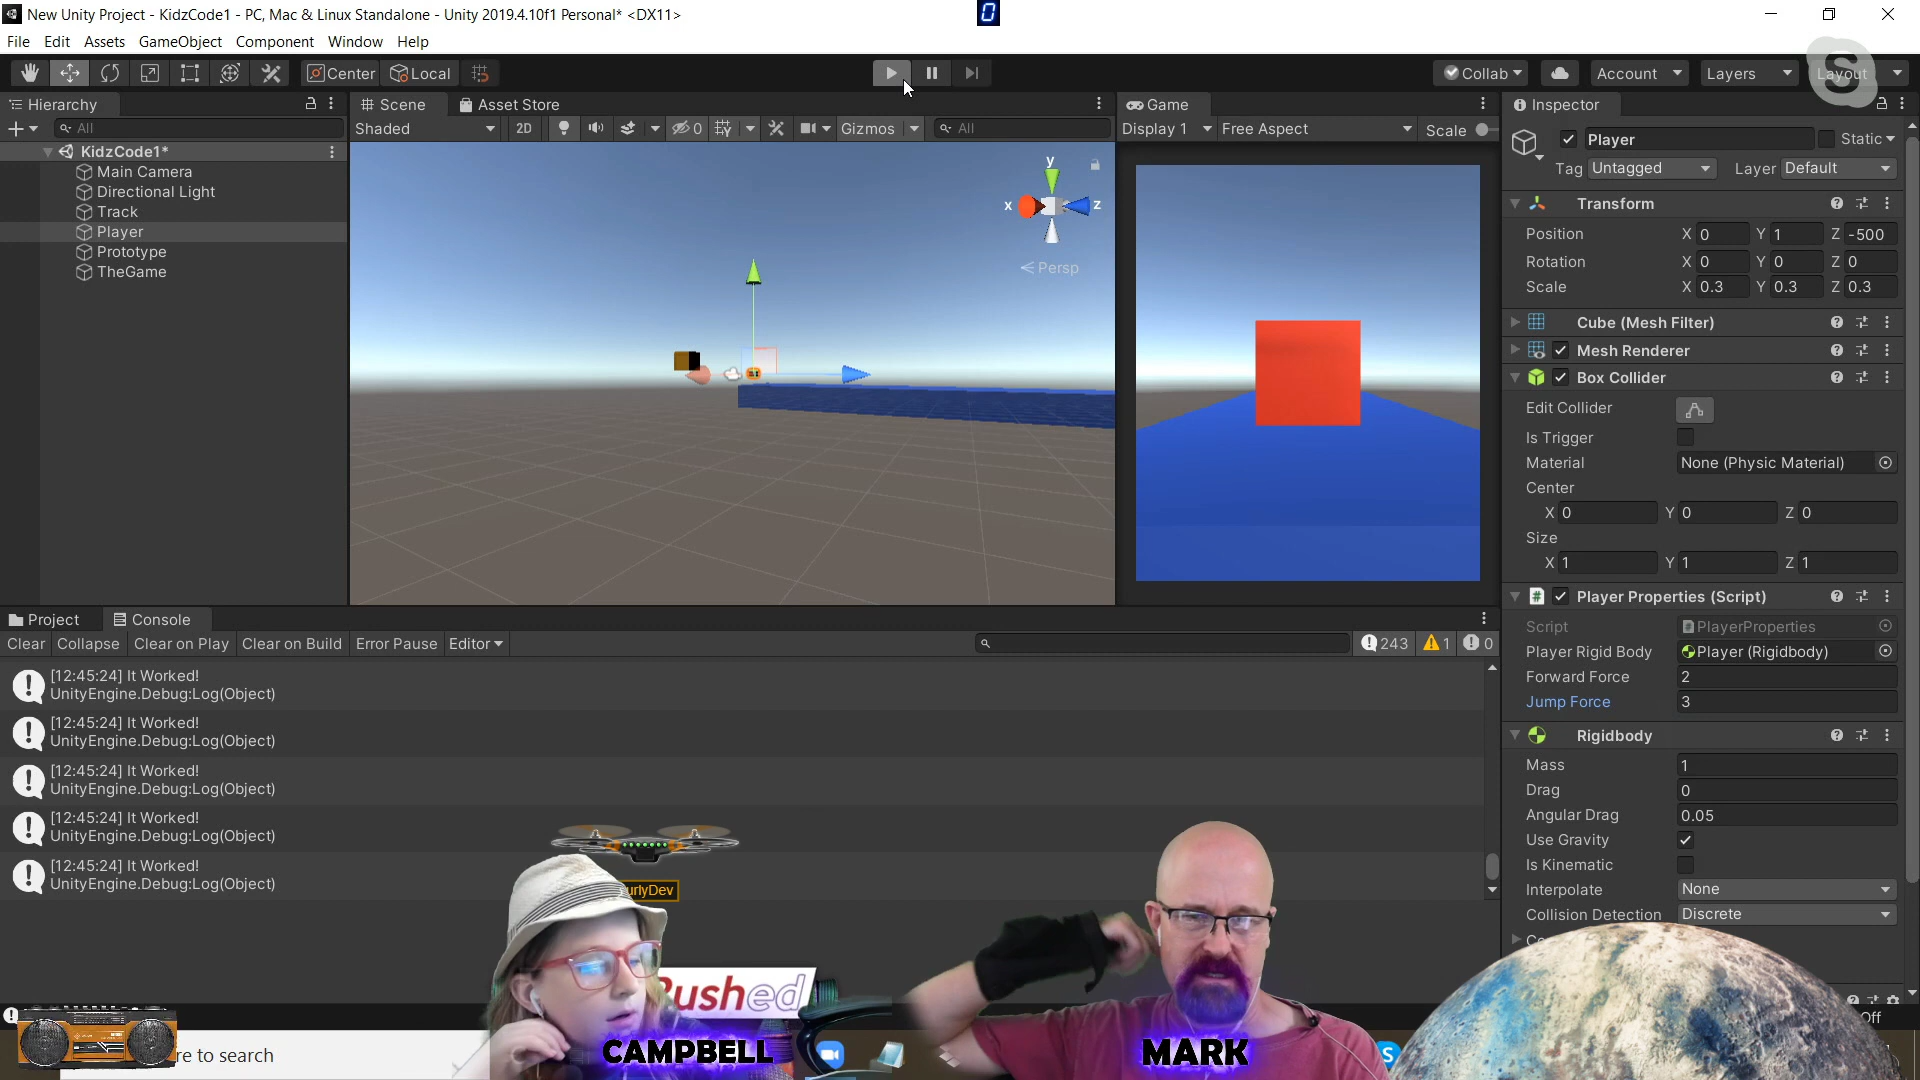 New Unity Project - KidzCode1 - PC, Mac & Linux Standalone - Unity 2019.4.10f1 Personal* <DX11>
0
File Edit Assets GameObject Component Window Help
Center Local
Collab Account Layers Layout
Hierarchy
All
KidzCode1*
Main Camera
Directional Light
Track
Player
Prototype
TheGame
Scene Asset Store
Shaded 2D 0 Gizmos All
y
x z
Persp
Game
Display 1 Free Aspect Scale
Inspector
Player Static
Tag Untagged Layer Default
Transform
Position X 0 Y 1 Z -500
Rotation X 0 Y 0 Z 0
Scale X 0.3 Y 0.3 Z 0.3
Cube (Mesh Filter)
Mesh Renderer
Box Collider
Edit Collider
Is Trigger
Material None (Physic Material)
Center
X 0 Y 0 Z 0
Size
X 1 Y 1 Z 1
Player Properties (Script)
Script PlayerProperties
Player Rigid Body Player (Rigidbody)
Forward Force 2
Jump Force 3
Rigidbody
Mass 1
Drag 0
Angular Drag 0.05
Use Gravity
Is Kinematic
Interpolate None
Collision Detection Discrete
Project Console
Clear Collapse Clear on Play Clear on Build Error Pause Editor 243 1 0
[12:45:24] It Worked!
UnityEngine.Debug:Log(Object)
[12:45:24] It Worked!
UnityEngine.Debug:Log(Object)
[12:45:24] It Worked!
UnityEngine.Debug:Log(Object)
[12:45:24] It Worked!
UnityEngine.Debug:Log(Object)
[12:45:24] It Worked!
UnityEngine.Debug:Log(Object)
urlyDev
Rushed
CAMPBELL
MARK
re to search
Off